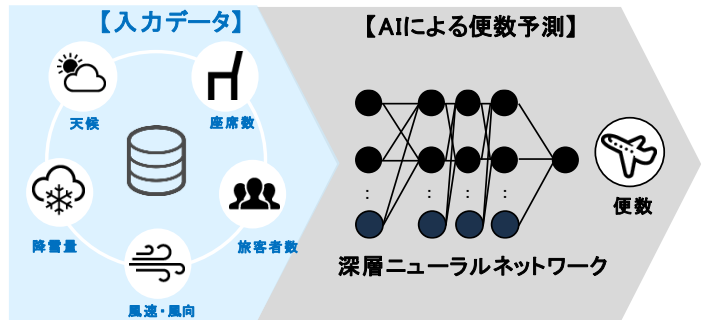 【入力データ】
【AIによる便数予測】
天候
座席数
降雪量
旅客者数
風速・風向
便数
深層ニューラルネットワーク